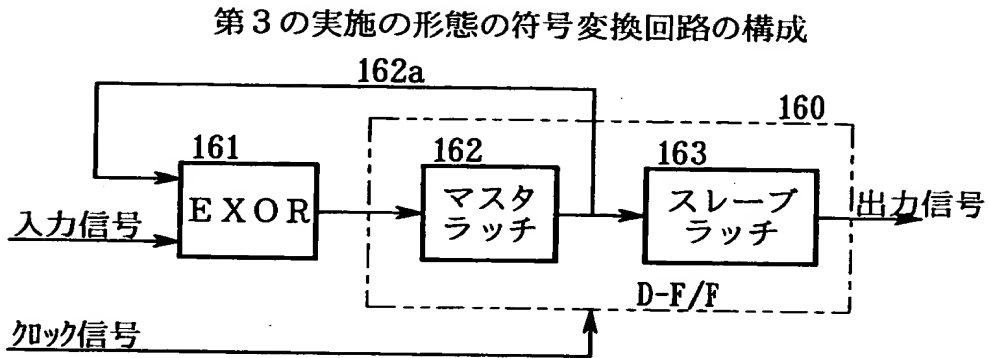 第３の実施の形態の符号変換回路の構成
162a
160
161
162
163
ＥＸＯＲ
マスタ
ラッチ
スレーブ
ラッチ
入力信号
出力信号
D-F/F
ｸﾛｯｸ信号